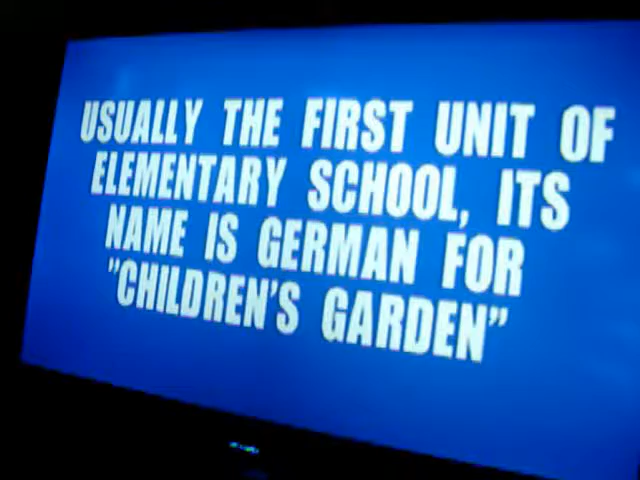 USUALLY THE FIRST UNIT OF
ELEMENTARY SCHOOL, ITS
NAME IS GERMAN FOR
"CHILDREN'S GARDEN"